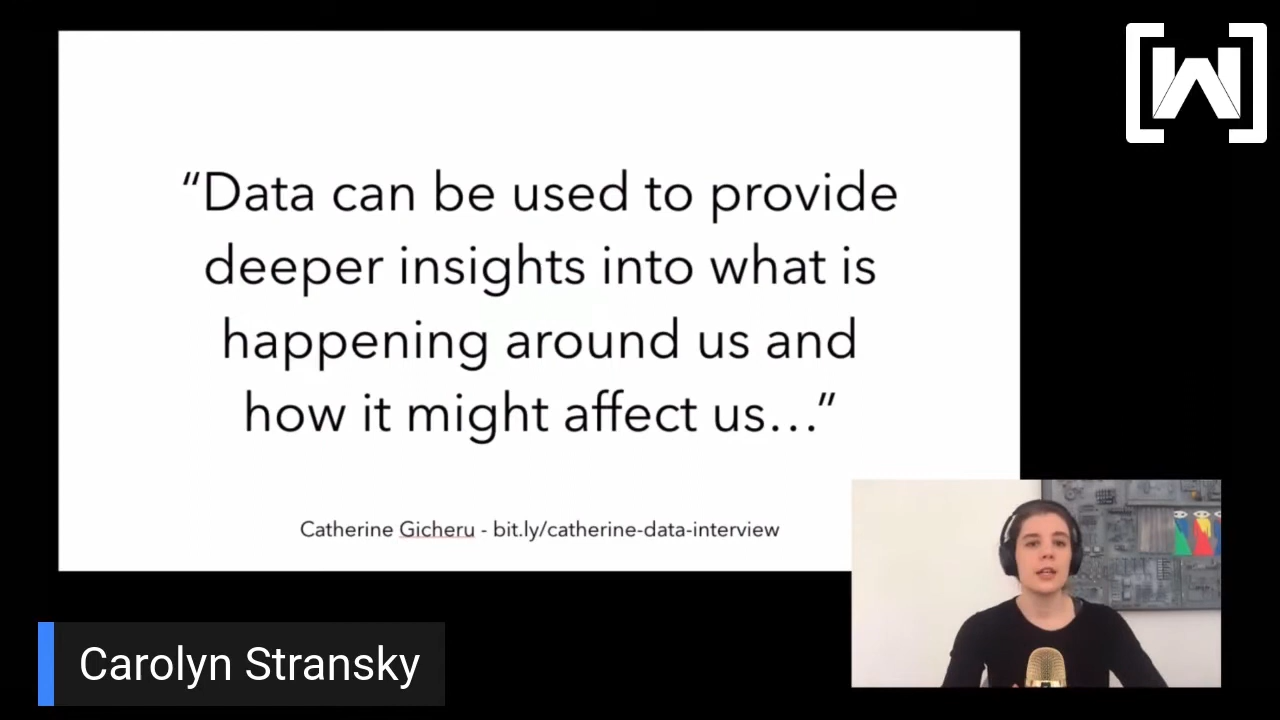 “Data can be used to provide
deeper insights into what is
happening around us and
how it might affect us…”
Catherine Gicheru - bit.ly/catherine-data-interview
[W]
Carolyn Stransky